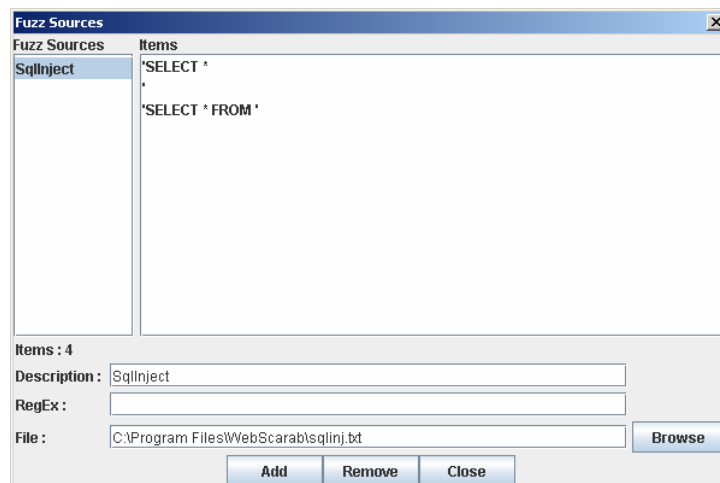 Fuzz Sources
Fuzz Sources Items
SqlInject
'SELECT *
'
'SELECT * FROM '
Items : 4
Description : SqlInject
RegEx :
File : C:\Program Files\WebScarab\sqlinj.txt Browse
Add Remove Close